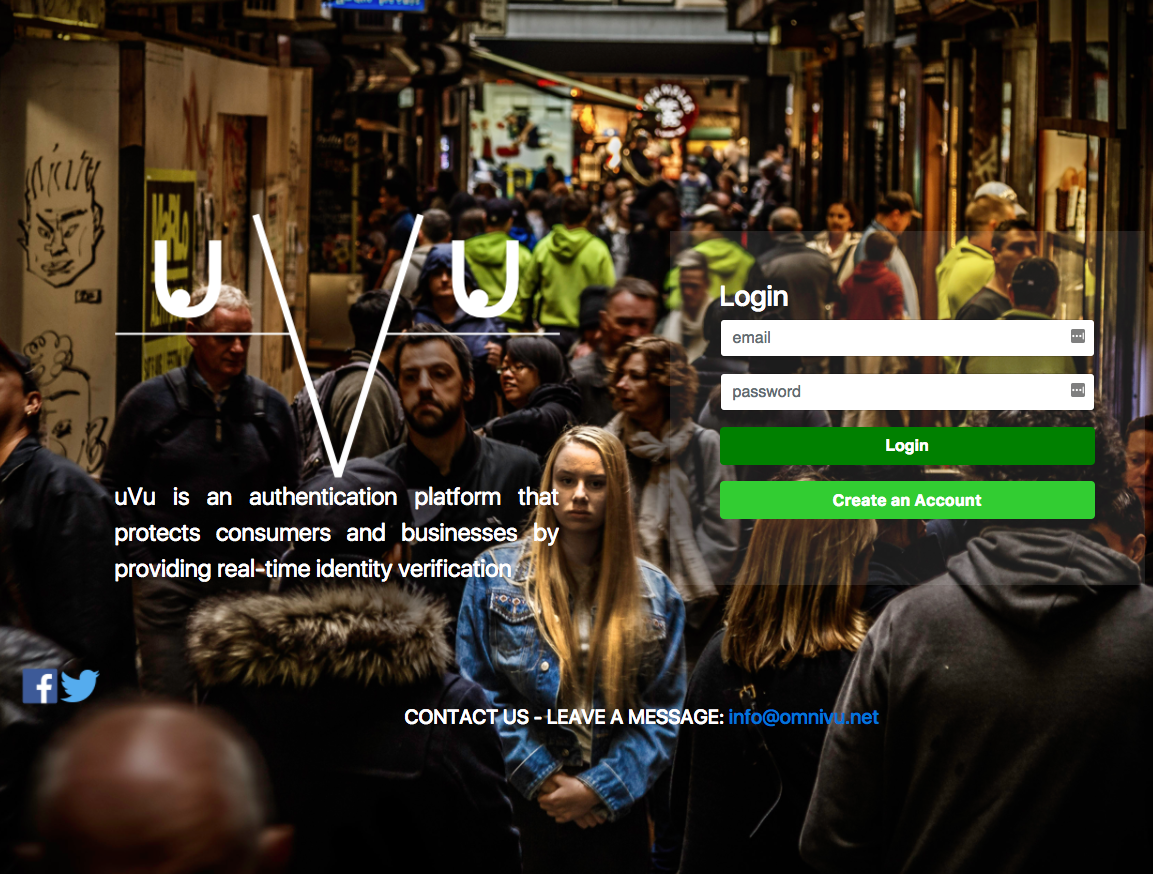 uVu
uVu is an authentication platform that
protects consumers and businesses by
providing real-time identity verification
Login
email
password
Login
Create an Account
CONTACT US - LEAVE A MESSAGE: info@omnivu.net
WORLD